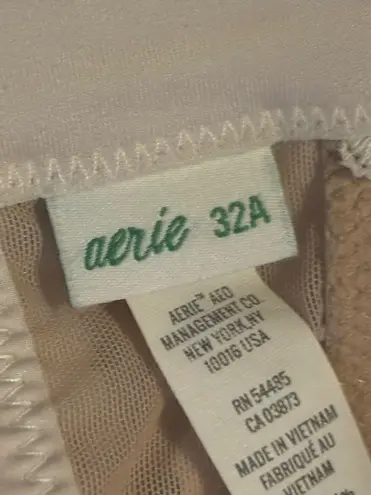 aerie 32A
AERIE™ AEO
MANAGEMENT CO.
NEW YORK, NY
10016 USA
RN 54485
CA 03873
MADE IN VIETNAM
FABRIQUÉ AU
VIETNAM